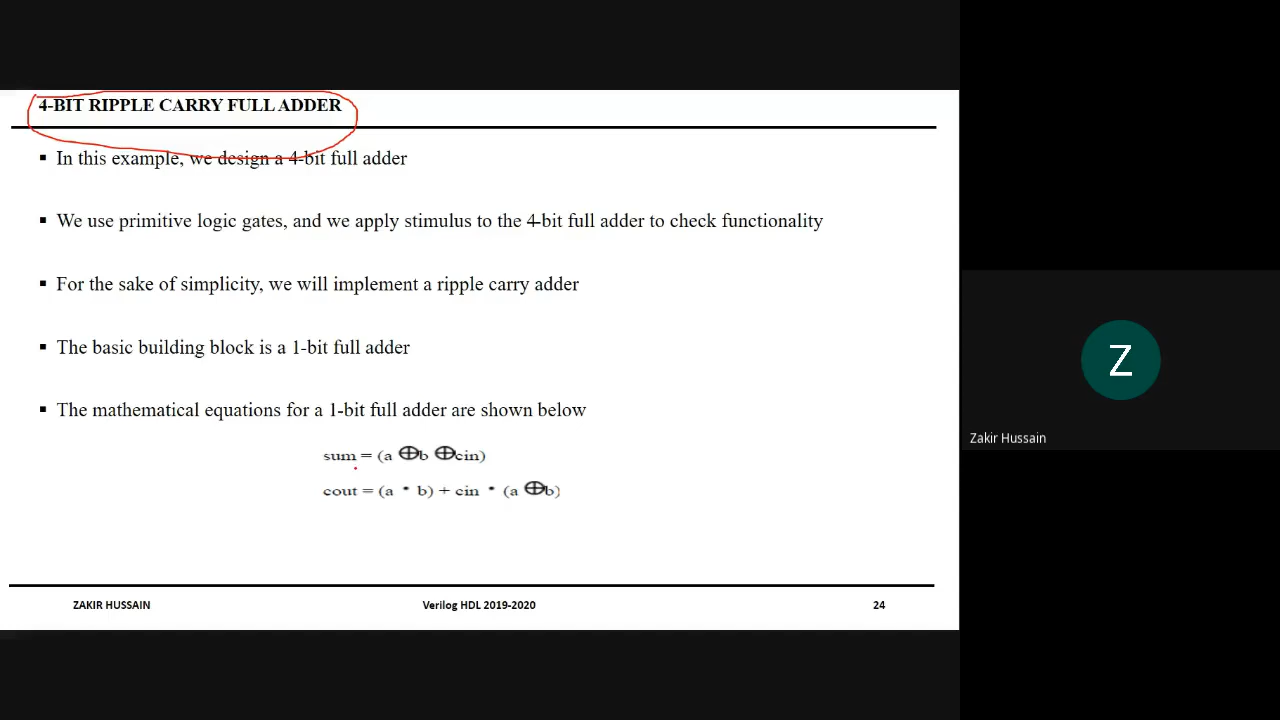 4-BIT RIPPLE CARRY FULL ADDER
▪ In this example, we design a 4-bit full adder
▪ We use primitive logic gates, and we apply stimulus to the 4-bit full adder to check functionality
▪ For the sake of simplicity, we will implement a ripple carry adder
▪ The basic building block is a 1-bit full adder
▪ The mathematical equations for a 1-bit full adder are shown below
sum = (a ⊕b ⊕cin)
cout = (a • b) + cin • (a ⊕b)
ZAKIR HUSSAIN Verilog HDL 2019-2020 24
Z
Zakir Hussain